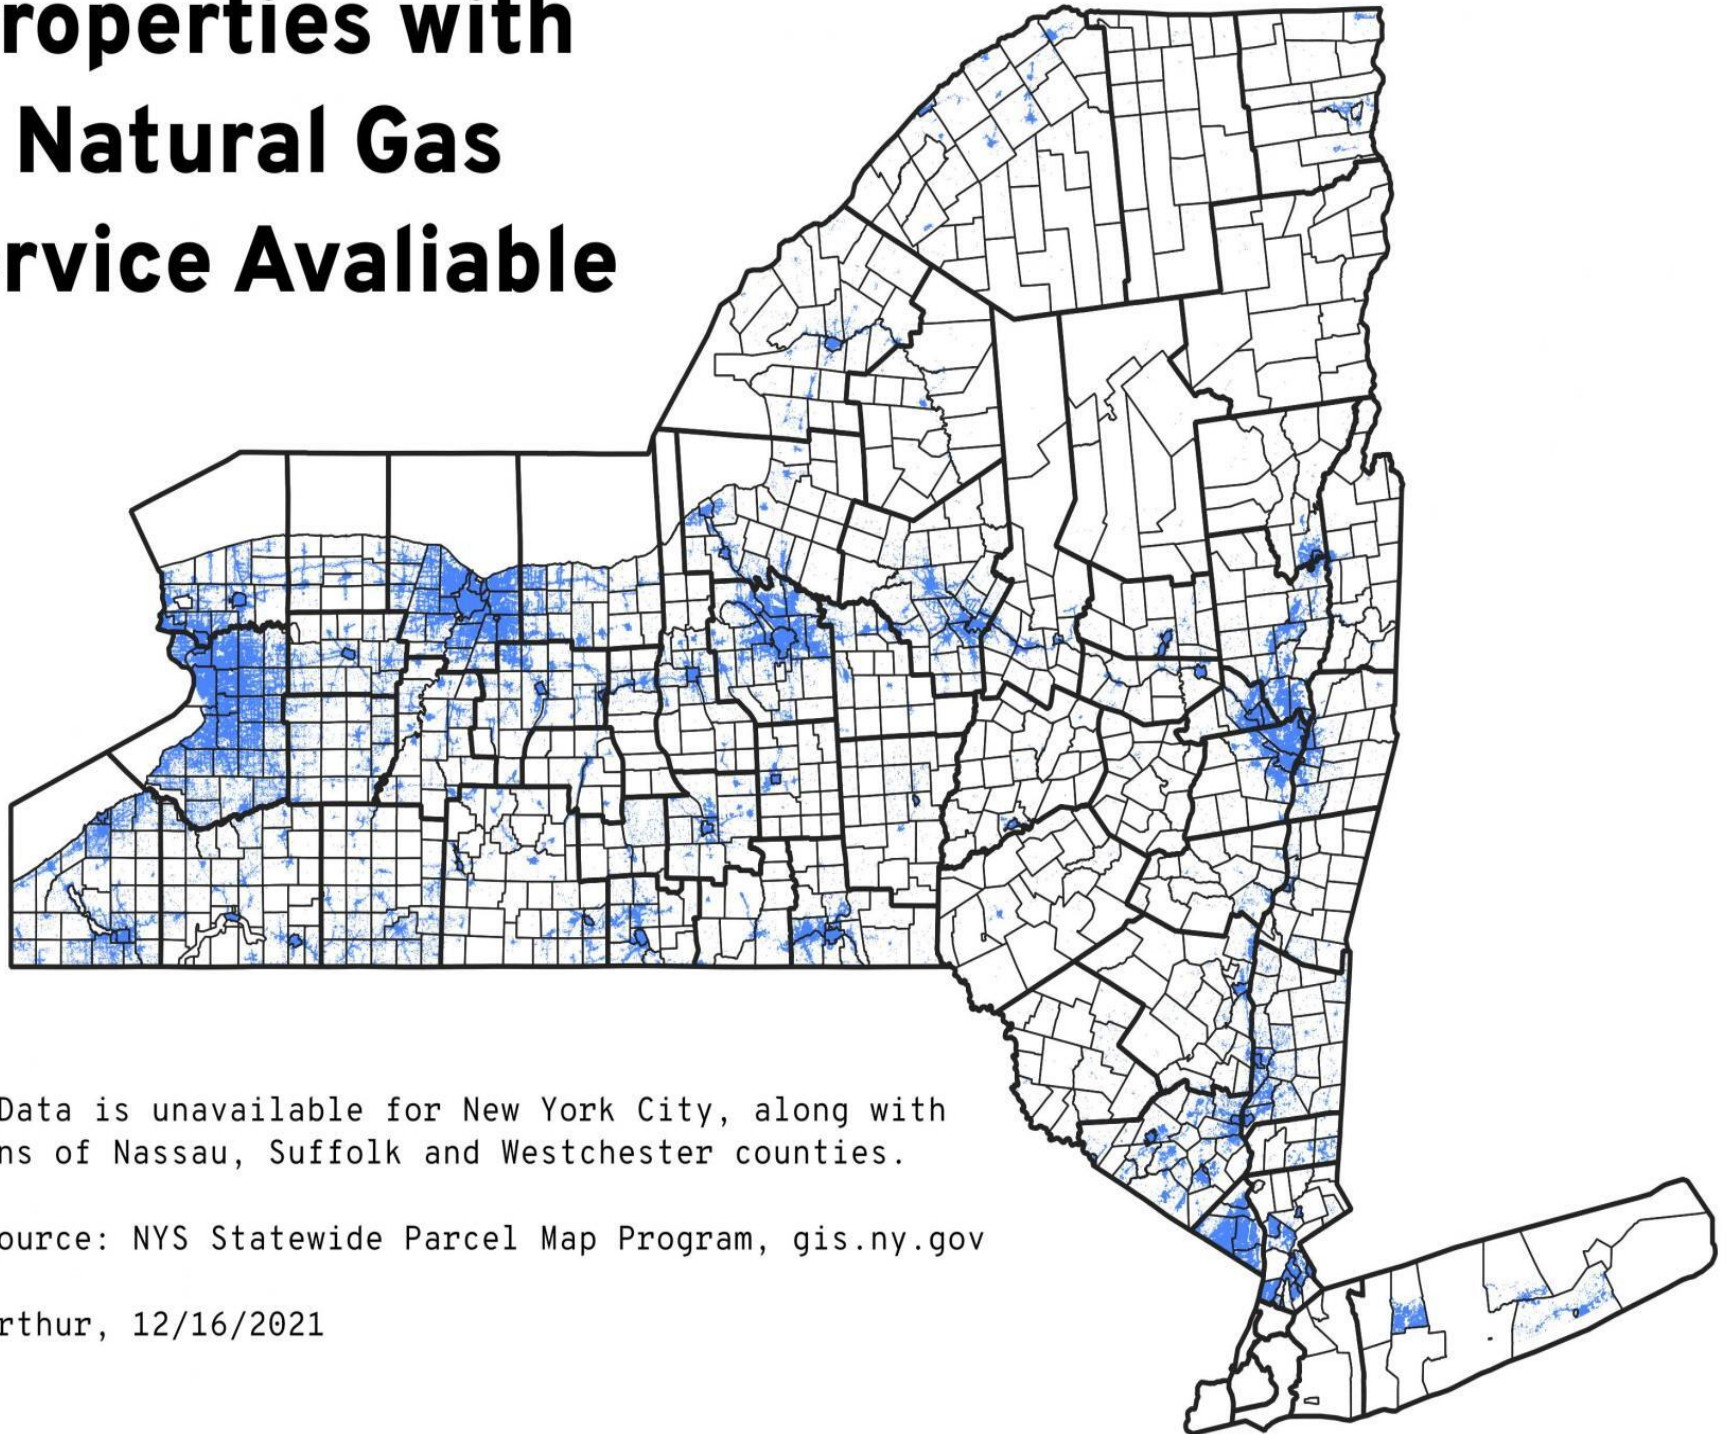 roperties with
Natural Gas
rvice Avaliable
Data is unavailable for New York City, along with
ns of Nassau, Suffolk and Westchester counties.
ource: NYS Statewide Parcel Map Program, gis.ny.gov
rthur, 12/16/2021